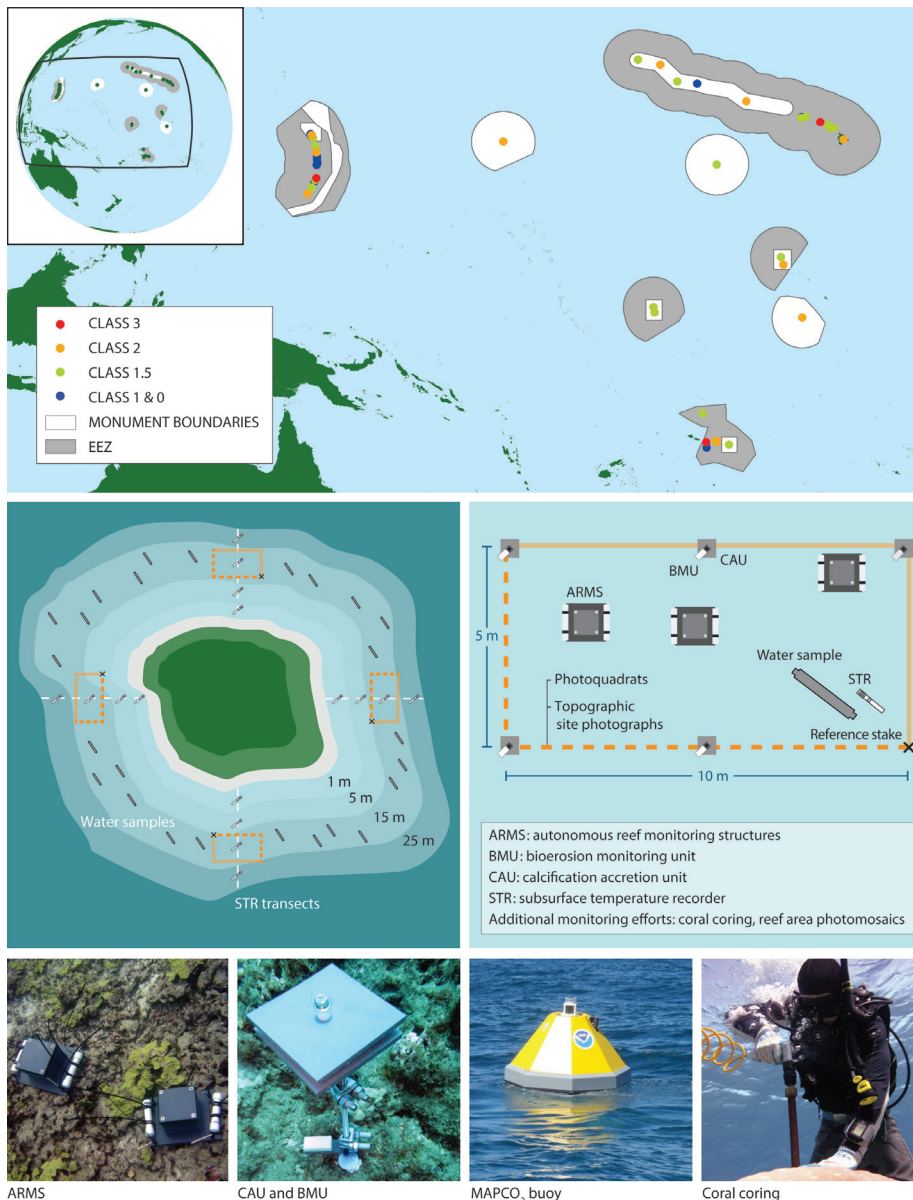 CLASS 3
CLASS 2
CLASS 1.5
CLASS 1 & 0
MONUMENT BOUNDARIES
EEZ
1 m
5 m
15 m
25 m
Water samples
STR transects
BMU
CAU
ARMS
5 m
Water sample
STR
Photoquadrats
Topographic
site photographs
Reference stake
10 m
ARMS: autonomous reef monitoring structures
BMU: bioerosion monitoring unit
CAU: calcification accretion unit
STR: subsurface temperature recorder
Additional monitoring efforts: coral coring, reef area photomosaics
ARMS
CAU and BMU
MAPCO₂ buoy
Coral coring